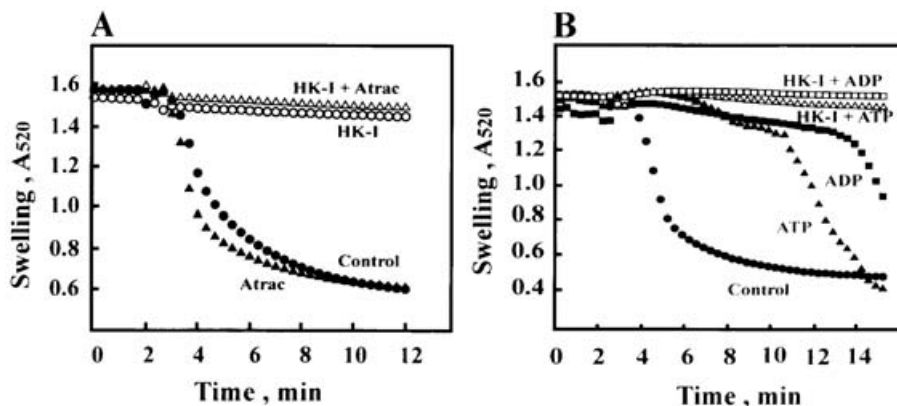 A
Swelling , A520
1.6
1.4
1.2
1.0
0.8
0.6
HK-I + Atrac
HK-I
Control
Atrac
0 2 4 6 8 10 12
Time , min
B
Swelling , A520
1.6
1.4
1.2
1.0
0.8
0.6
0.4
HK-I + ADP
HK-I + ATP
ADP
ATP
Control
0 2 4 6 8 10 12 14
Time , min